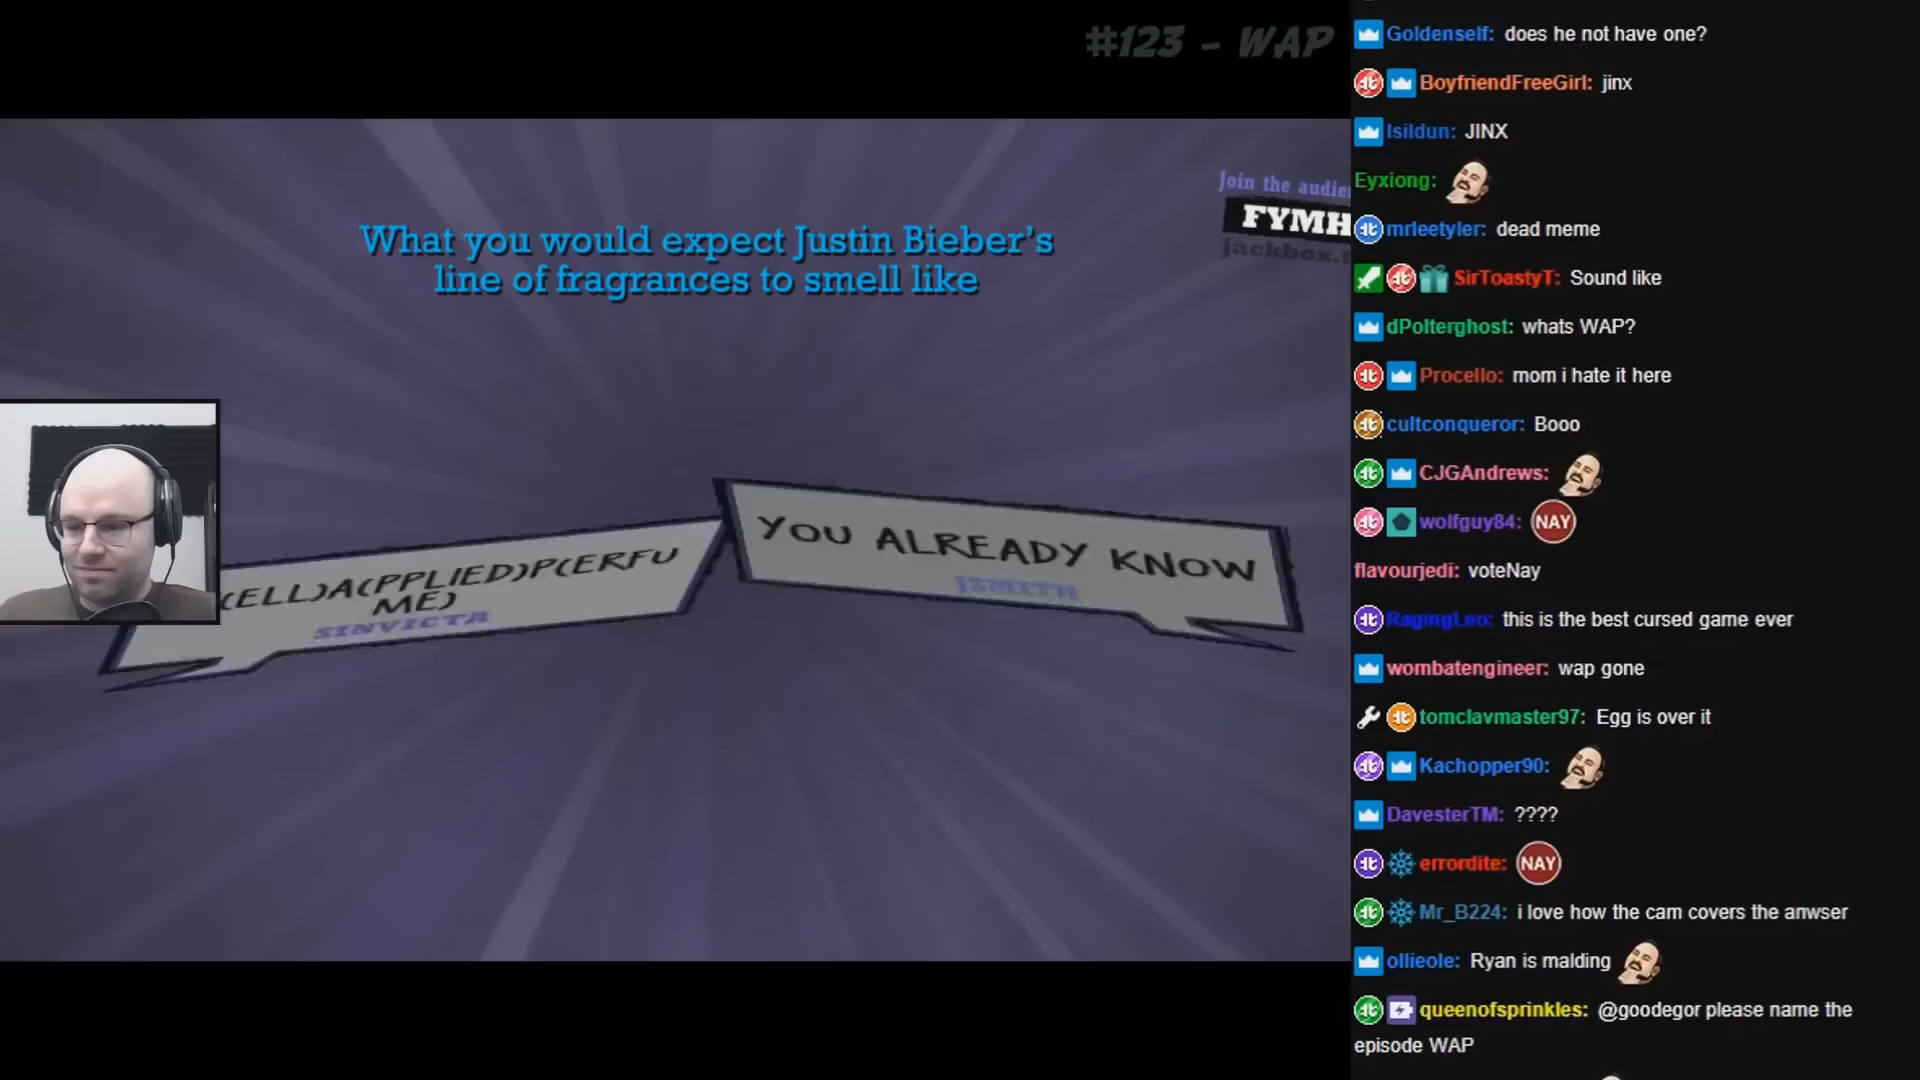 #123 - WAP
Join the audie
FYMH
jackbox.
What you would expect Justin Bieber's
line of fragrances to smell like
(ELL)A(PPLIED)P(ERFU
ME)
SINVICTA
YOU ALREADY KNOW
JSMITH
Goldenself: does he not have one?
BoyfriendFreeGirl: jinx
Isildun: JINX
Eyxiong:
mrleetyler: dead meme
SirToastyT: Sound like
dPolterghost: whats WAP?
Procello: mom i hate it here
cultconqueror: Booo
CJGAndrews:
wolfguy84: NAY
flavourjedi: voteNay
RagingLeo: this is the best cursed game ever
wombatengineer: wap gone
tomclavmaster97: Egg is over it
Kachopper90:
DavesterTM: ????
errordite: NAY
Mr_B224: i love how the cam covers the anwser
ollieole: Ryan is malding
queenofsprinkles: @goodegor please name the
episode WAP